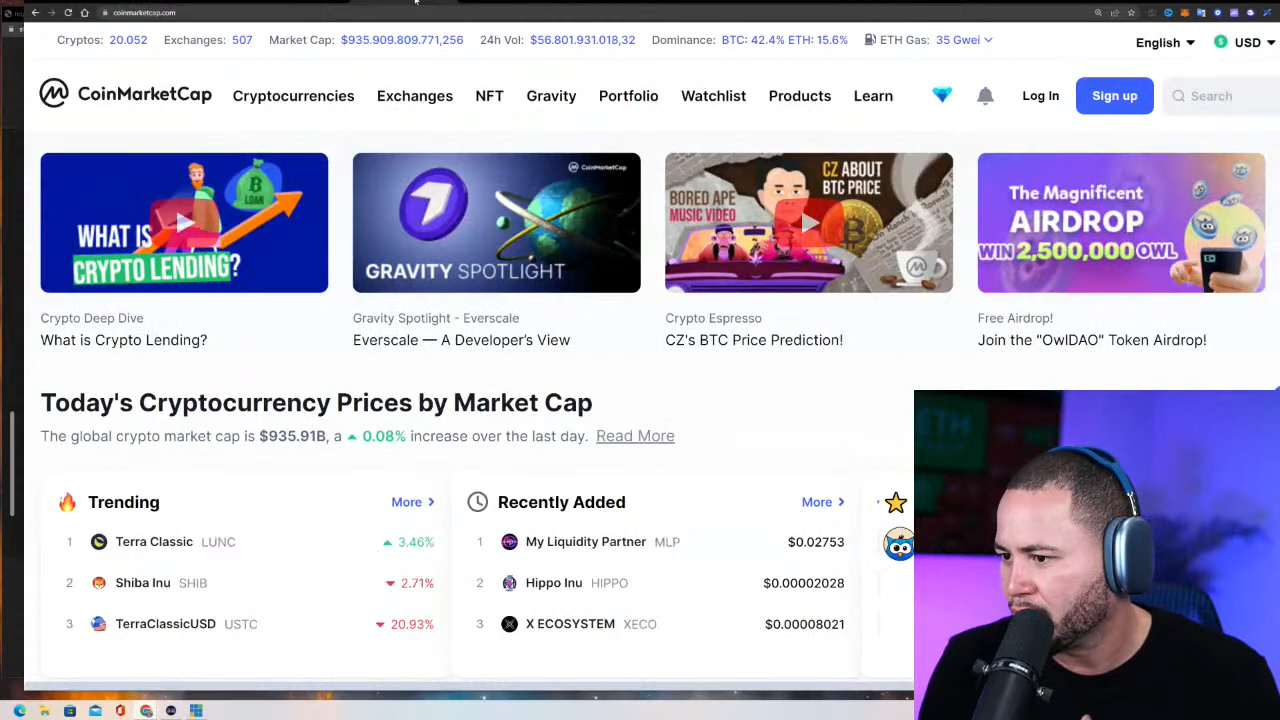 coinmarketcap.com
Cryptos: 20.052 Exchanges: 507 Market Cap: $935.909.809.771,256 24h Vol: $56.801.931.018,32 Dominance: BTC: 42.4% ETH: 15.6% ETH Gas: 35 Gwei English USD
CoinMarketCap Cryptocurrencies Exchanges NFT Gravity Portfolio Watchlist Products Learn Log In Sign up Search
WHAT IS
CRYPTO LENDING?
B
LOAN
CoinMarketCap
GRAVITY SPOTLIGHT
BORED APE
MUSIC VIDEO
CZ ABOUT
BTC PRICE
The Magnificent
AIRDROP
WIN 2,500,000 OWL
Crypto Deep Dive
What is Crypto Lending?
Gravity Spotlight - Everscale
Everscale — A Developer's View
Crypto Espresso
CZ's BTC Price Prediction!
Free Airdrop!
Join the "OwlDAO" Token Airdrop!
Today's Cryptocurrency Prices by Market Cap
The global crypto market cap is $935.91B, a 0.08% increase over the last day. Read More
Trending More
1 Terra Classic LUNC 3.46%
2 Shiba Inu SHIB 2.71%
3 TerraClassicUSD USTC 20.93%
Recently Added More
1 My Liquidity Partner MLP $0.02753
2 Hippo Inu HIPPO $0.00002028
3 X ECOSYSTEM XECO $0.00008021
ETH